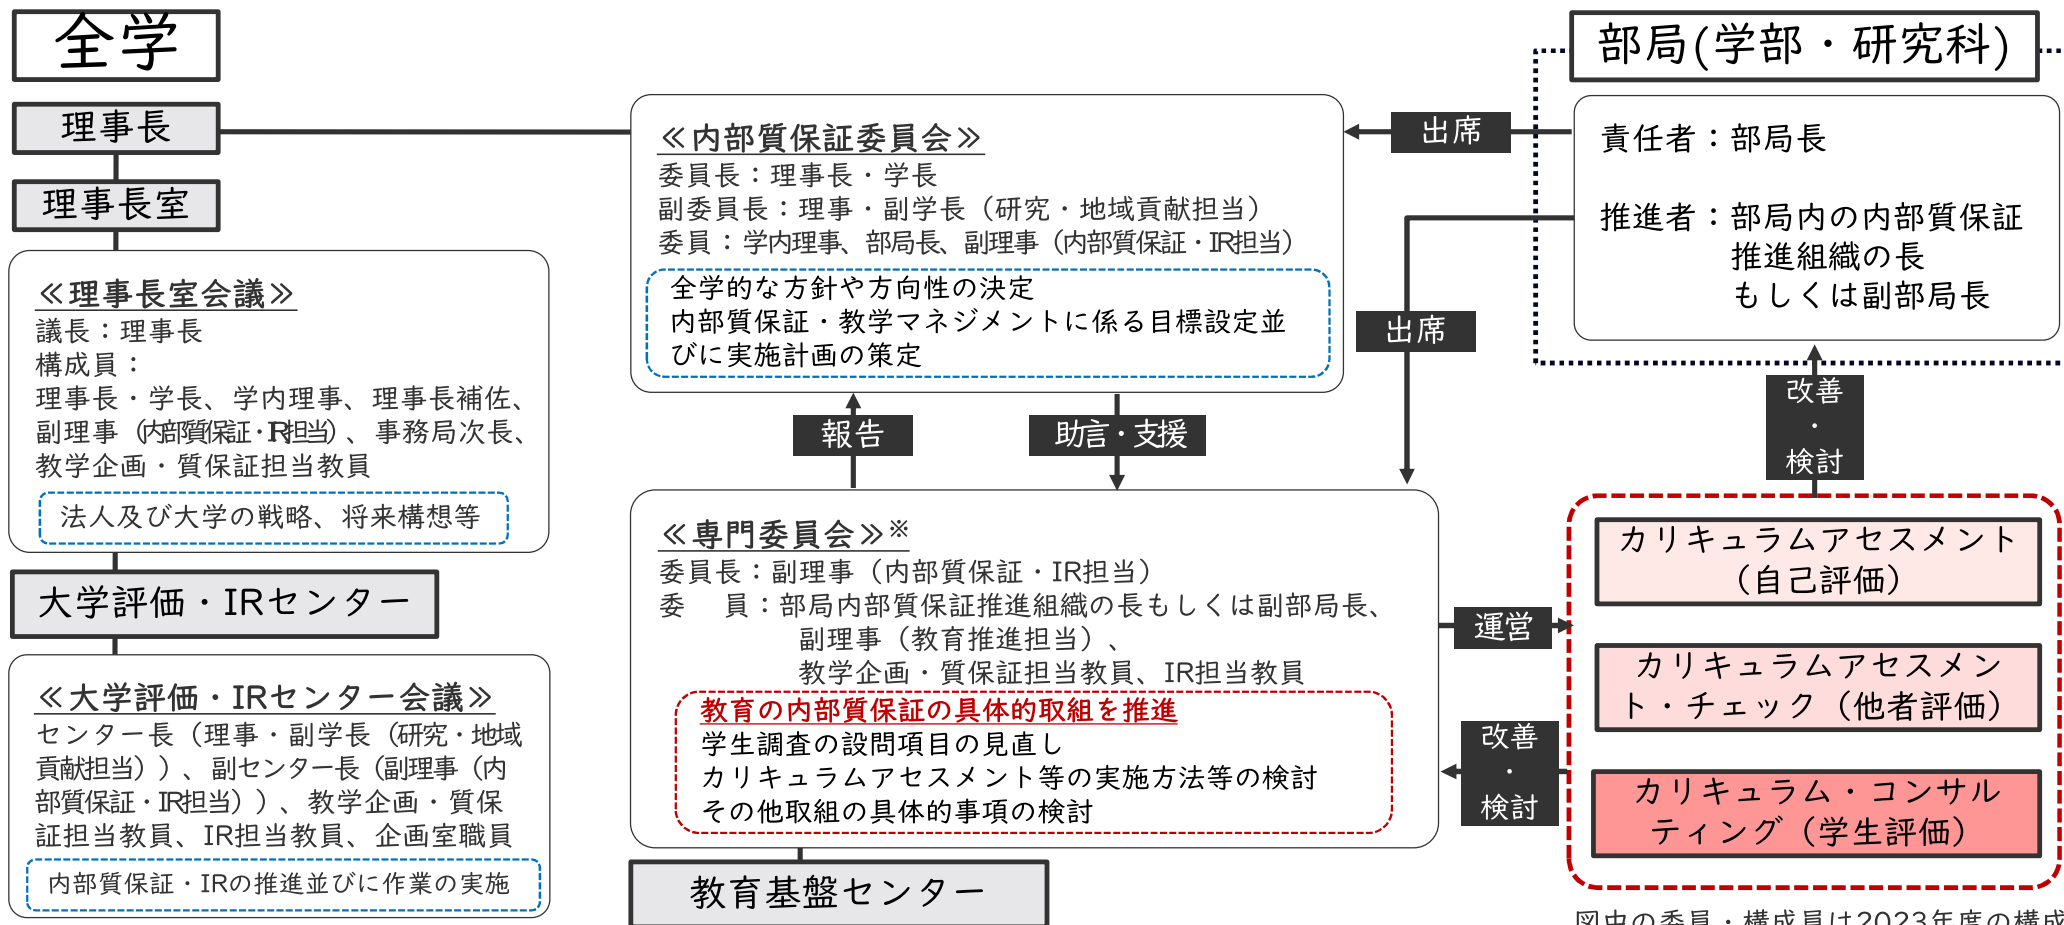 全学
理事長
理事長室
≪理事長室会議≫
議長：理事長
構成員：
理事長・学長、学内理事、理事長補佐、
副理事（内部質保証・IR担当）、事務局次長、
教学企画・質保証担当教員
法人及び大学の戦略、将来構想等
大学評価・IRセンター
≪大学評価・IRセンター会議≫
センター長（理事・副学長（研究・地域
貢献担当））、副センター長（副理事（内
部質保証・IR担当））、教学企画・質保
証担当教員、IR担当教員、企画室職員
内部質保証・IRの推進並びに作業の実施
≪内部質保証委員会≫
委員長：理事長・学長
副委員長：理事・副学長（研究・地域貢献担当）
委員：学内理事、部局長、副理事（内部質保証・IR担当）
全学的な方針や方向性の決定
内部質保証・教学マネジメントに係る目標設定並
びに実施計画の策定
報告
助言・支援
出席
出席
≪専門委員会≫※
委員長：副理事（内部質保証・IR担当）
委　員：部局内部質保証推進組織の長もしくは副部局長、
副理事（教育推進担当）、
教学企画・質保証担当教員、IR担当教員
教育の内部質保証の具体的取組を推進
学生調査の設問項目の見直し
カリキュラムアセスメント等の実施方法等の検討
その他取組の具体的事項の検討
教育基盤センター
運営
改善
・
検討
部局(学部・研究科)
責任者：部局長
推進者：部局内の内部質保証
推進組織の長
もしくは副部局長
改善
・
検討
カリキュラムアセスメント
（自己評価）
カリキュラムアセスメン
ト・チェック（他者評価）
カリキュラム・コンサル
ティング（学生評価）
図中の委員・構成員は2023年度の構成